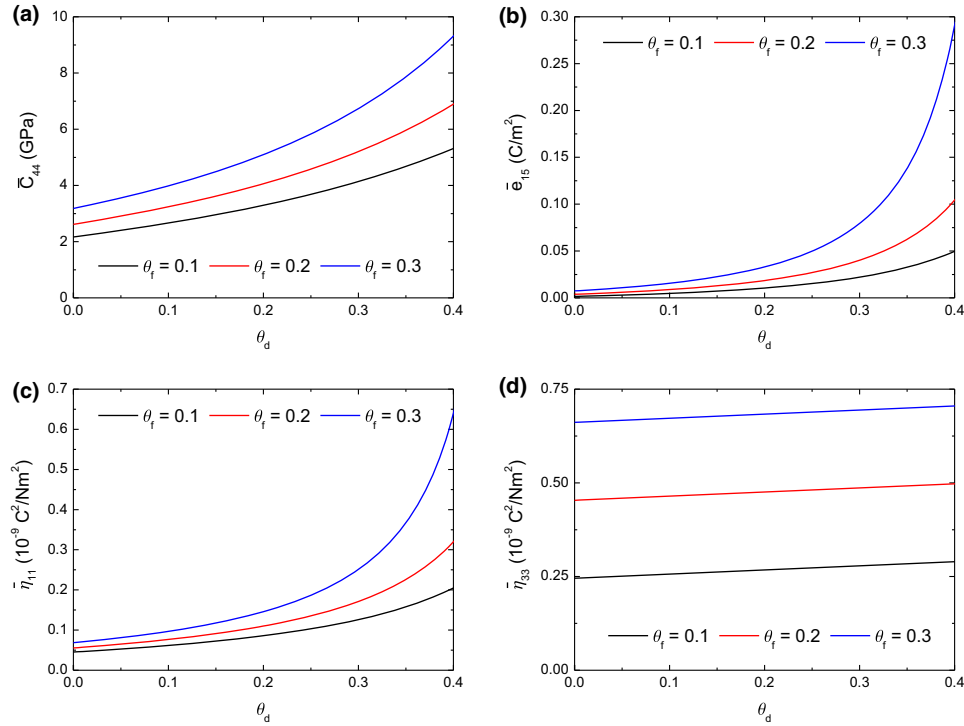 (a)
10
8
6
4
2
0
C̅44 (GPa)
θf = 0.1 θf = 0.2 θf = 0.3
0.0 0.1 0.2 0.3 0.4
θd
(b)
0.30
0.25
0.20
0.15
0.10
0.05
0.00
e̅15 (C/m²)
θf = 0.1 θf = 0.2 θf = 0.3
0.0 0.1 0.2 0.3 0.4
θd
(c)
0.7
0.6
0.5
0.4
0.3
0.2
0.1
0.0
η̅11 (10⁻⁹ C²/Nm²)
θf = 0.1 θf = 0.2 θf = 0.3
0.0 0.1 0.2 0.3 0.4
θd
(d)
0.75
0.50
0.25
0.00
η̅33 (10⁻⁹ C²/Nm²)
θf = 0.1 θf = 0.2 θf = 0.3
0.0 0.1 0.2 0.3 0.4
θd